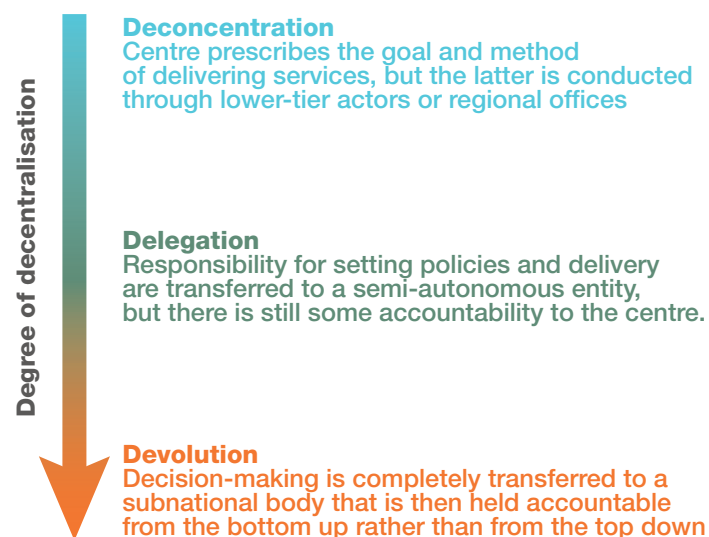 Degree of decentralisation
Deconcentration
Centre prescribes the goal and method
of delivering services, but the latter is conducted
through lower-tier actors or regional offices
Delegation
Responsibility for setting policies and delivery
are transferred to a semi-autonomous entity,
but there is still some accountability to the centre.
Devolution
Decision-making is completely transferred to a
subnational body that is then held accountable
from the bottom up rather than from the top down